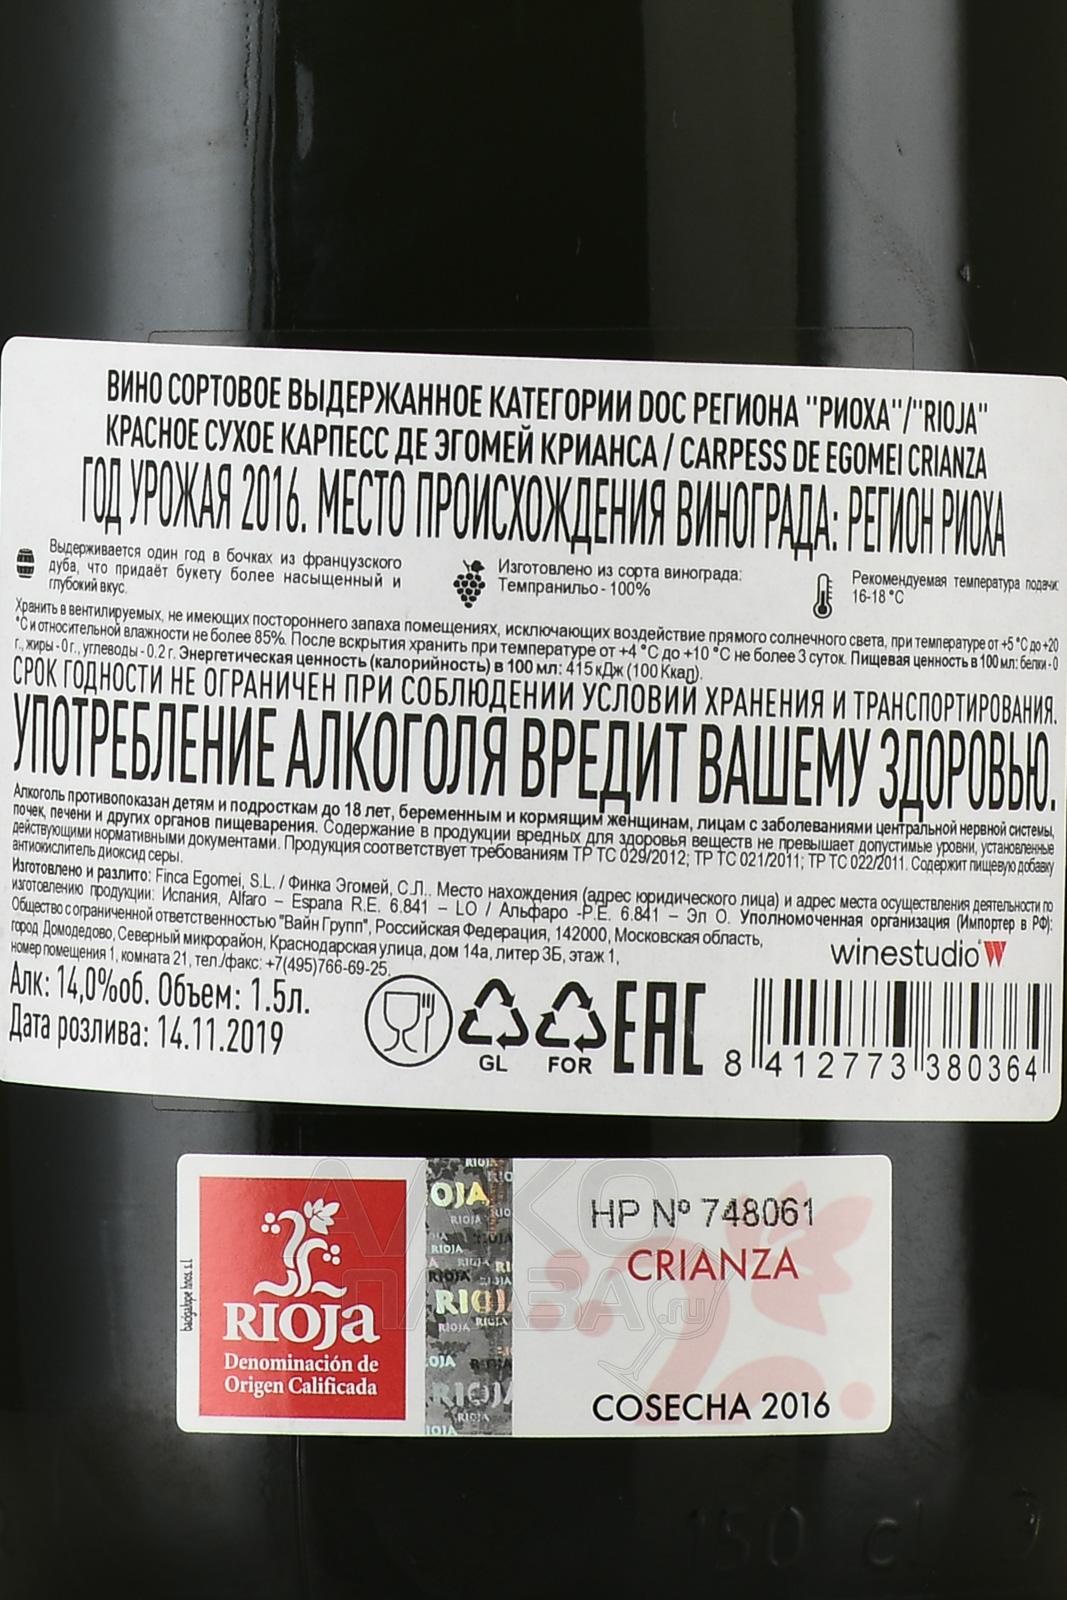 ВИНО СОРТОВОЕ ВЫДЕРЖАННОЕ КАТЕГОРИИ DOC РЕГИОНА "РИОХА"/"RIOJA"
КРАСНОЕ СУХОЕ КАРПЕСС ДЕ ЭГОМЕЙ КРИАНСА / CARPESS DE EGOMEI CRIANZA
ГОД УРОЖАЯ 2016. МЕСТО ПРОИСХОЖДЕНИЯ ВИНОГРАДА: РЕГИОН РИОХА
Выдерживается один год в бочках из французского
дуба, что придаёт букету более насыщенный и
глубокий вкус.
Изготовлено из сорта винограда:
Темпранильо - 100%
Рекомендуемая температура подачи:
16-18 °C
Хранить в вентилируемых, не имеющих постороннего запаха помещениях, исключающих воздействие прямого солнечного света, при температуре от +5 °C до +20
°C и относительной влажности не более 85%. После вскрытия хранить при температуре от +4 °C до +10 °C не более 3 суток. Пищевая ценность в 100 мл: белки - 0
г., жиры - 0 г., углеводы - 0.2 г. Энергетическая ценность (калорийность) в 100 мл: 415 кДж (100 Ккал).
СРОК ГОДНОСТИ НЕ ОГРАНИЧЕН ПРИ СОБЛЮДЕНИИ УСЛОВИЙ ХРАНЕНИЯ И ТРАНСПОРТИРОВАНИЯ.
УПОТРЕБЛЕНИЕ АЛКОГОЛЯ ВРЕДИТ ВАШЕМУ ЗДОРОВЬЮ.
Алкоголь противопоказан детям и подросткам до 18 лет, беременным и кормящим женщинам, лицам с заболеваниями центральной нервной системы,
почек, печени и других органов пищеварения. Содержание в продукции вредных для здоровья веществ не превышает допустимые уровни, установленные
действующими нормативными документами. Продукция соответствует требованиям ТР ТС 029/2012; ТР ТС 021/2011; ТР ТС 022/2011. Содержит пищевую добавку
антиокислитель диоксид серы.
Изготовлено и разлито: Finca Egomei, S.L. / Финка Эгомей, С.Л.. Место нахождения (адрес юридического лица) и адрес места осуществления деятельности по
изготовлению продукции: Испания, Alfaro – Espana R.E. 6.841 – LO / Альфаро -Р.Е. 6.841 – Эл О. Уполномоченная организация (Импортер в РФ):
Общество с ограниченной ответственностью "Вайн Групп", Российская Федерация, 142000, Московская область,
город Домодедово, Северный микрорайон, Краснодарская улица, дом 14а, литер 3Б, этаж 1,
номер помещения 1, комната 21, тел./факс: +7(495)766-69-25.
winestudio W
Алк: 14,0%об. Объем: 1.5л.
Дата розлива: 14.11.2019
GL
FOR
EAC
8 412773 380364
RIOJA
Denominación de
Origen Calificada
OJA
RIOJA
HP Nº 748061
CRIANZA
COSECHA 2016
АЛКО
ПЛАВА.ru
150 cl